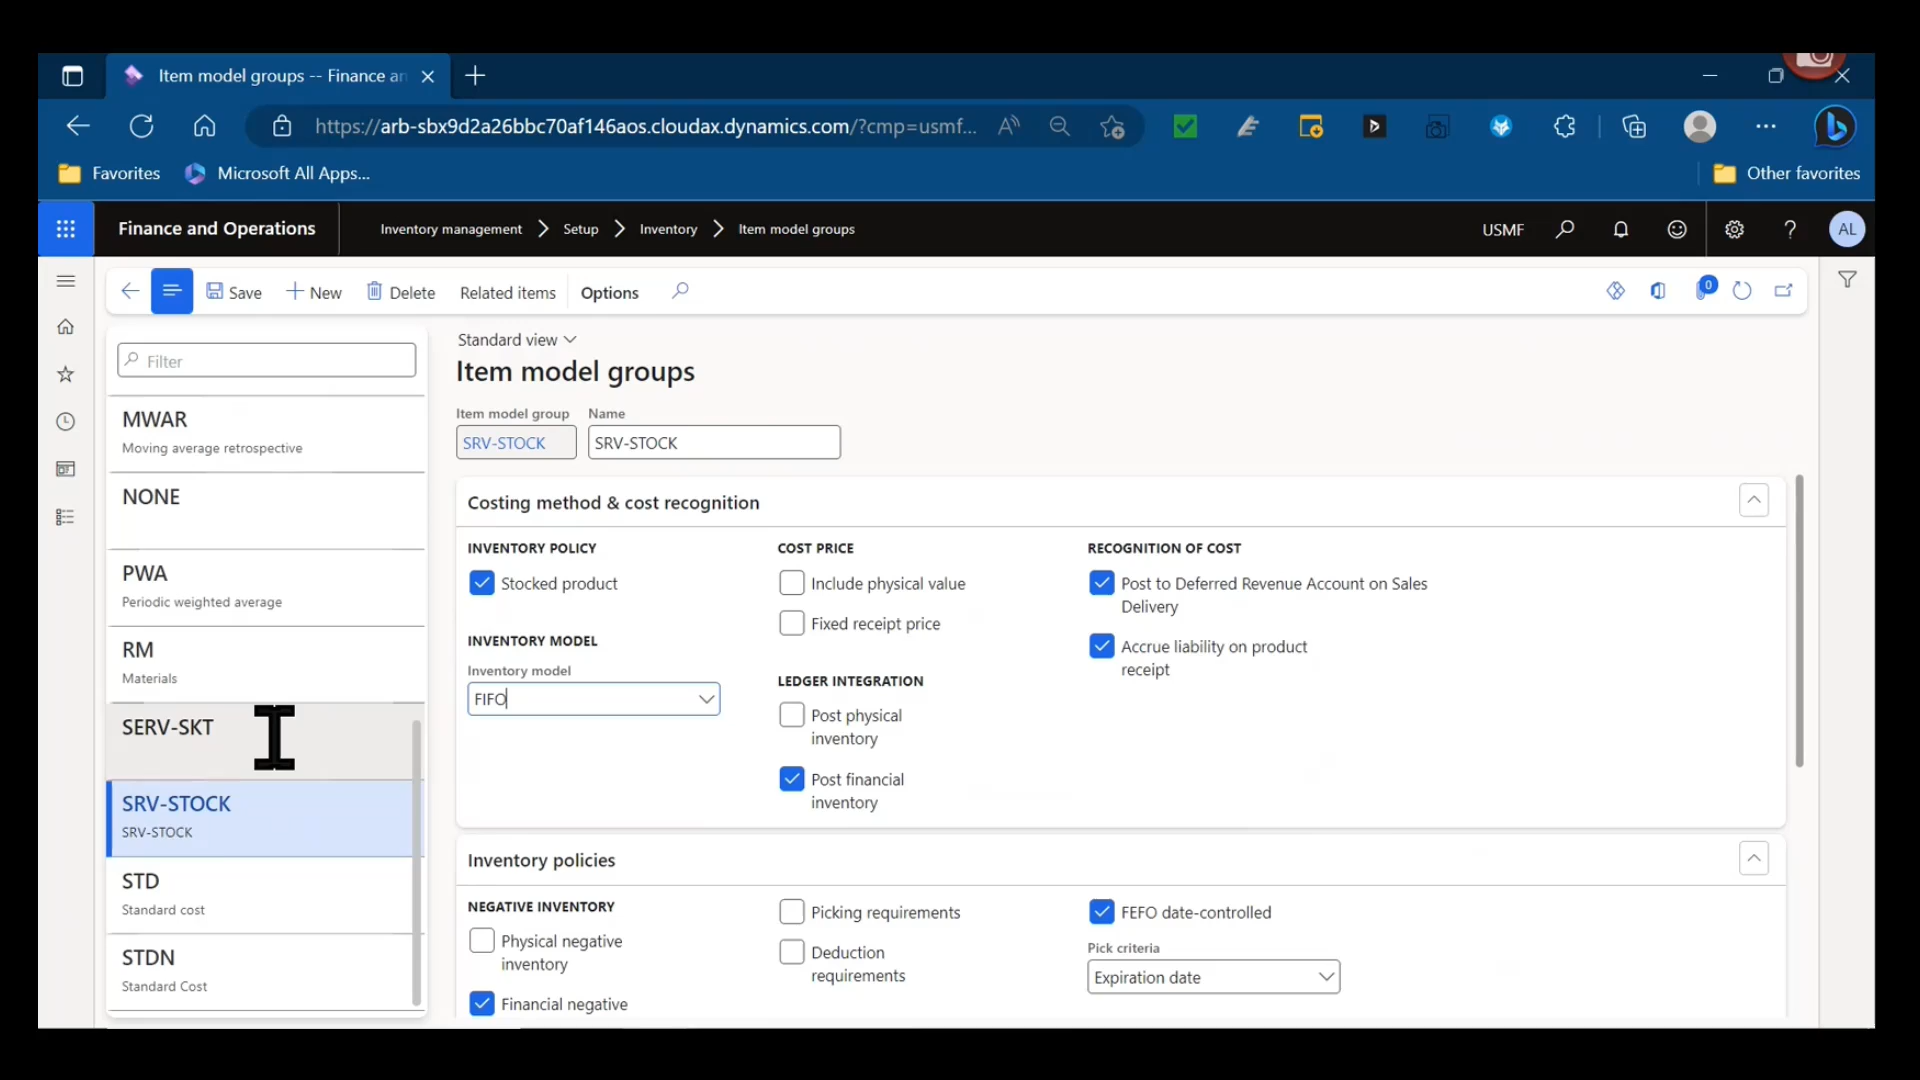 Item model groups -- Finance an
https://arb-sbx9d2a26bbc70af146aos.cloudax.dynamics.com/?cmp=usmf...
Favorites
Microsoft All Apps...
Other favorites
Finance and Operations
Inventory management
Setup
Inventory
Item model groups
USMF
AL
Save
New
Delete
Related items
Options
0
Filter
MWAR
Moving average retrospective
NONE
PWA
Periodic weighted average
RM
Materials
SERV-SKT
SRV-STOCK
SRV-STOCK
STD
Standard cost
STDN
Standard Cost
Standard view
Item model groups
Item model group
Name
SRV-STOCK
SRV-STOCK
Costing method & cost recognition
INVENTORY POLICY
Stocked product
INVENTORY MODEL
Inventory model
FIFO
COST PRICE
Include physical value
Fixed receipt price
LEDGER INTEGRATION
Post physical
inventory
Post financial
inventory
RECOGNITION OF COST
Post to Deferred Revenue Account on Sales
Delivery
Accrue liability on product
receipt
Inventory policies
NEGATIVE INVENTORY
Physical negative
inventory
Financial negative
Picking requirements
Deduction
requirements
FEFO date-controlled
Pick criteria
Expiration date